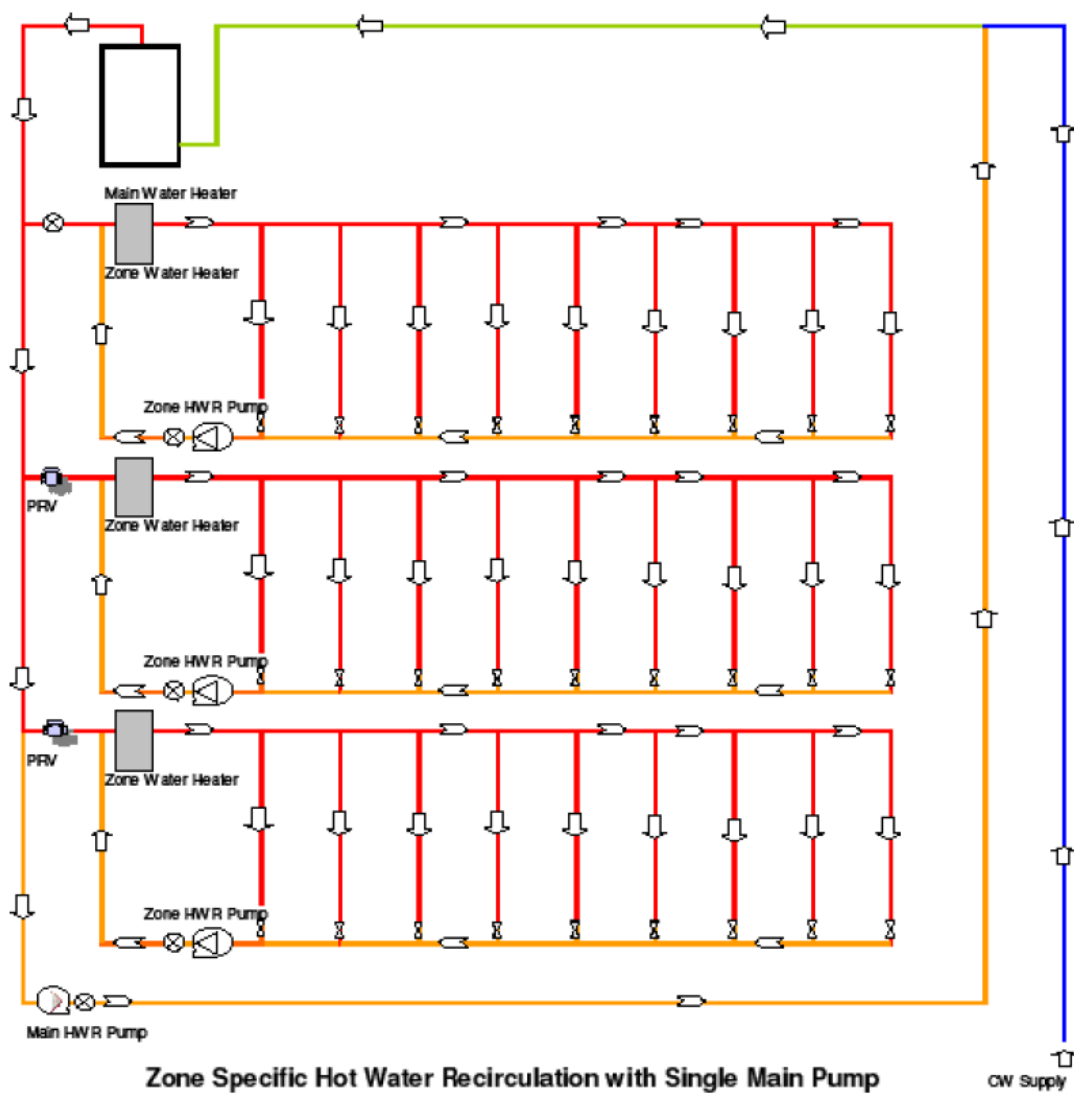 Main Water Heater
Zone Water Heater
Zone HWR Pump
PRV
Zone Water Heater
Zone HWR Pump
PRV
Zone Water Heater
Zone HWR Pump
Main HWR Pump
Zone Specific Hot Water Recirculation with Single Main Pump
CW Supply